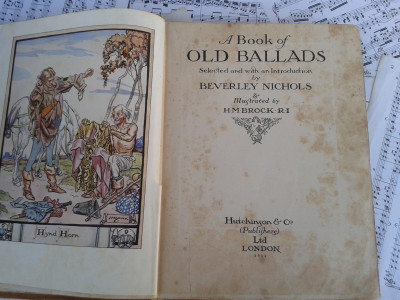 Hynd Horn.
A Book of
OLD BALLADS
Selected and with an Introduction
by
BEVERLEY NICHOLS
&
Illustrated by
H.M.BROCK.R.I
Hutchinson & Co
(Publishers)
Ltd
LONDON